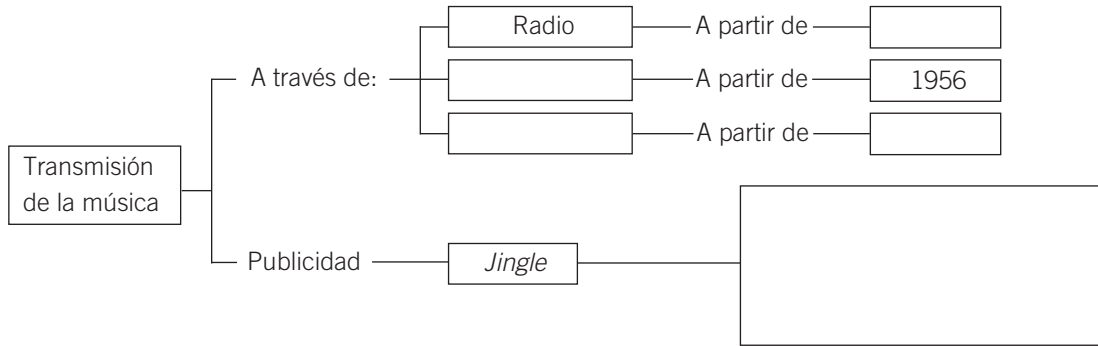 Radio
A partir de
A través de:
A partir de
1956
A partir de
Transmisión
de la música
Publicidad
Jingle